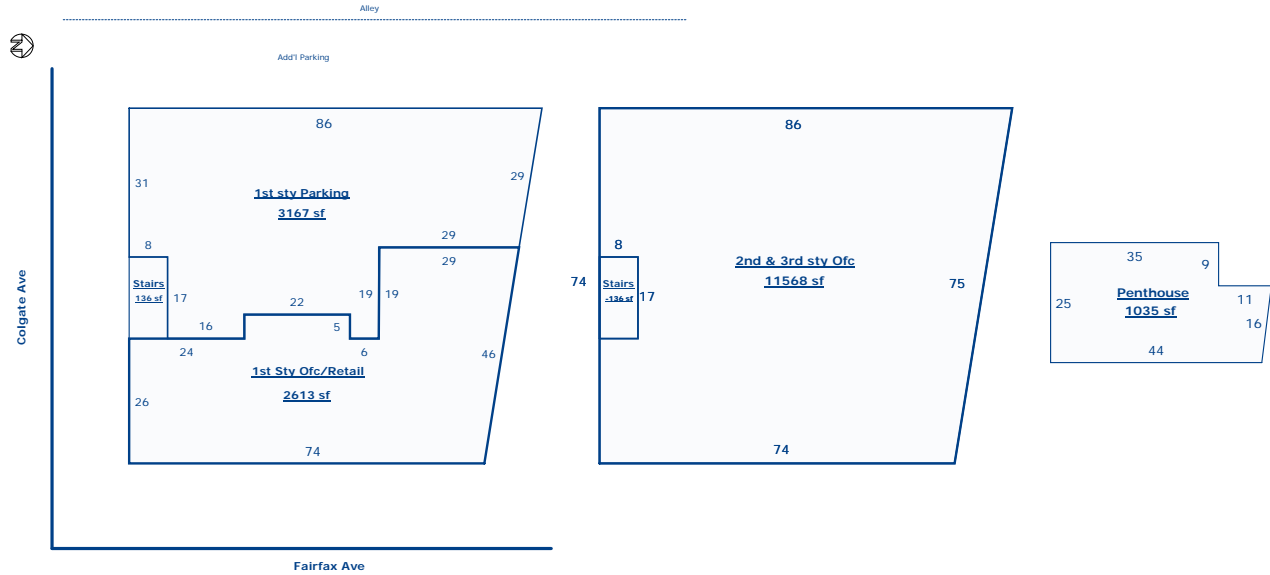 Alley
N
Add'l Parking
86
31
29
1st sty Parking
3167 sf
8
29
29
Stairs
136 sf
17
19
19
22
16
5
24
6
46
1st Sty Ofc/Retail
2613 sf
26
74
Colgate Ave
Fairfax Ave
86
8
2nd & 3rd sty Ofc
11568 sf
74
Stairs
-136 sf
17
75
74
35
9
Penthouse
1035 sf
25
11
16
44